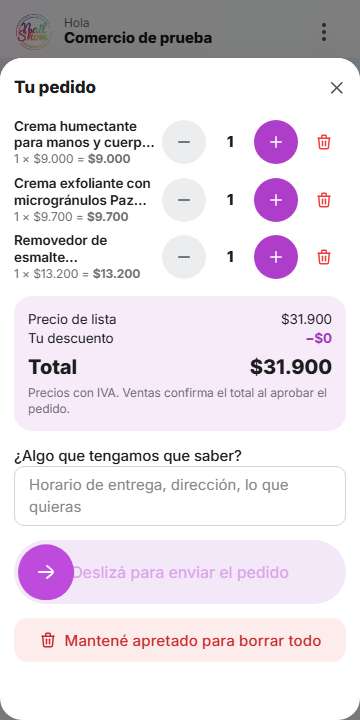 Nail Show
Hola
Comercio de prueba
Tu pedido
Crema humectante
para manos y cuerp...
1
1 × $9.000 = $9.000
Crema exfoliante con
microgránulos Paz...
1
1 × $9.700 = $9.700
Removedor de
esmalte...
1
1 × $13.200 = $13.200
Precio de lista $31.900
Tu descuento –$0
Total $31.900
Precios con IVA. Ventas confirma el total al aprobar el
pedido.
¿Algo que tengamos que saber?
Horario de entrega, dirección, lo que
quieras
Deslizá para enviar el pedido
Mantené apretado para borrar todo